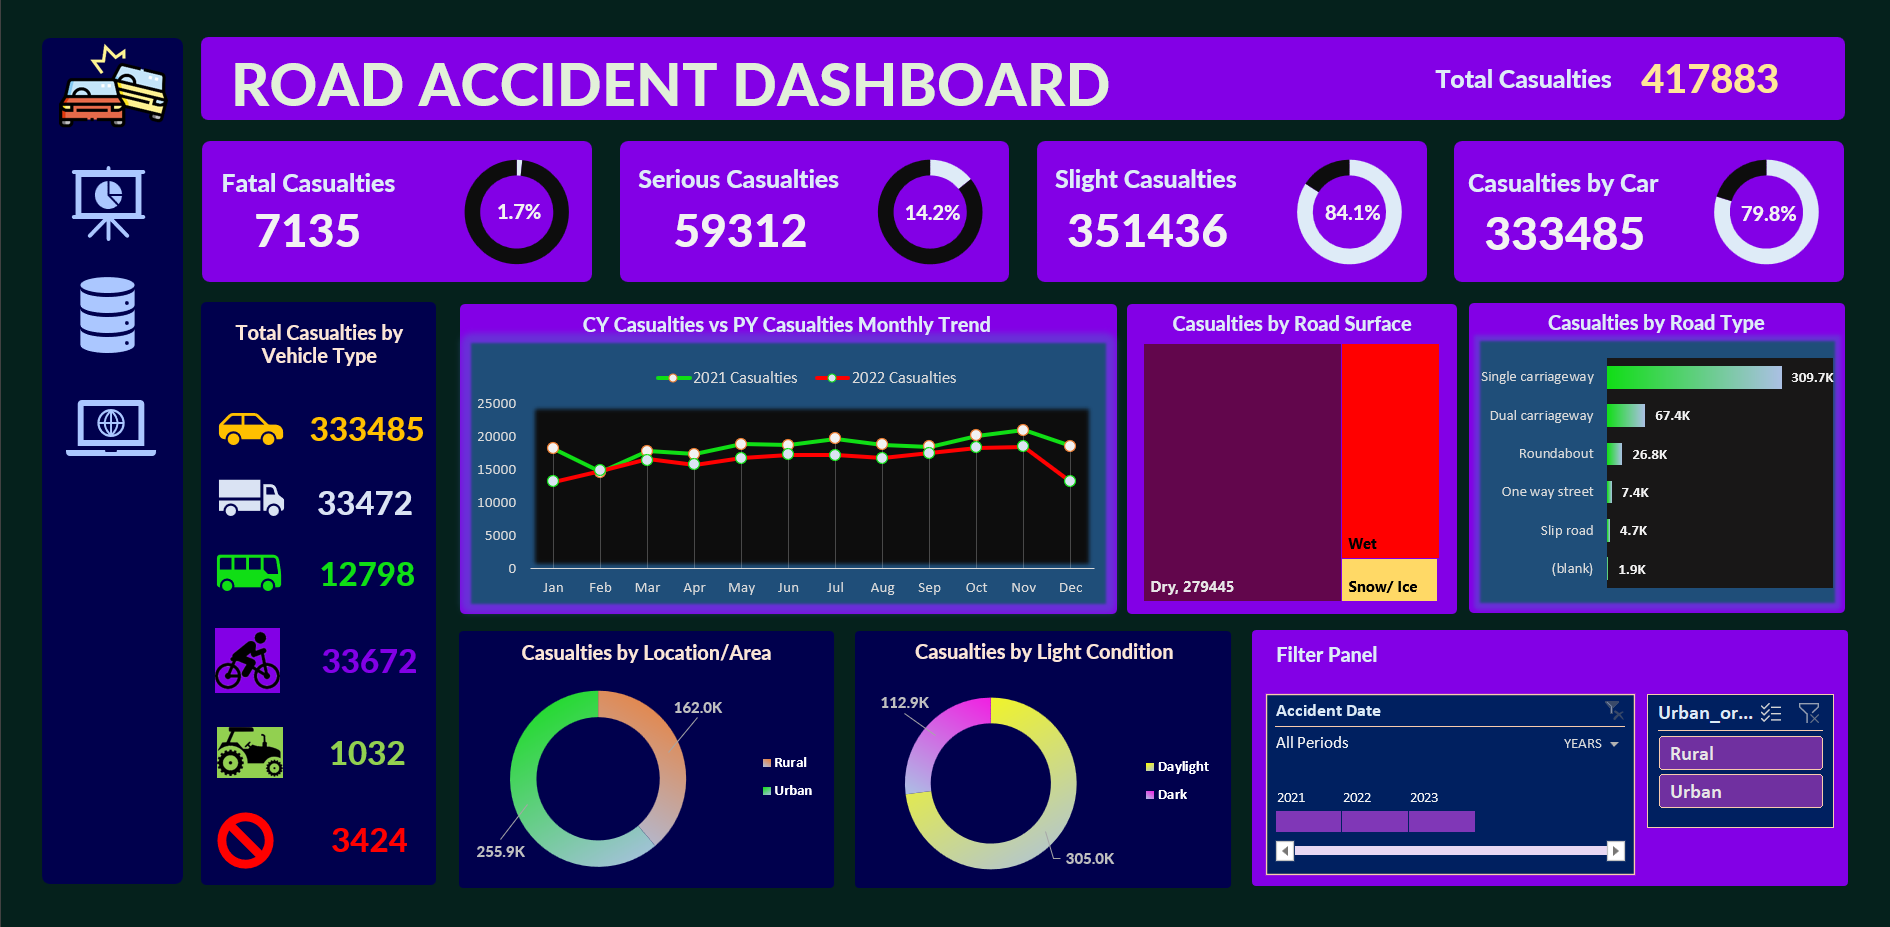 ROAD ACCIDENT DASHBOARD
Total Casualties 417883
Fatal Casualties
7135
1.7%
Serious Casualties
59312
14.2%
Slight Casualties
351436
84.1%
Casualties by Car
333485
79.8%
Total Casualties by
Vehicle Type
333485
33472
12798
33672
1032
3424
CY Casualties vs PY Casualties Monthly Trend
2021 Casualties 2022 Casualties
25000
20000
15000
10000
5000
0
Jan Feb Mar Apr May Jun Jul Aug Sep Oct Nov Dec
Casualties by Road Surface
Dry, 279445
Wet
Snow/ Ice
Casualties by Road Type
Single carriageway 309.7K
Dual carriageway 67.4K
Roundabout 26.8K
One way street 7.4K
Slip road 4.7K
(blank) 1.9K
Casualties by Location/Area
162.0K
255.9K
Rural
Urban
Casualties by Light Condition
112.9K
305.0K
Daylight
Dark
Filter Panel
Accident Date
All Periods YEARS
2021 2022 2023
Urban_or...
Rural
Urban